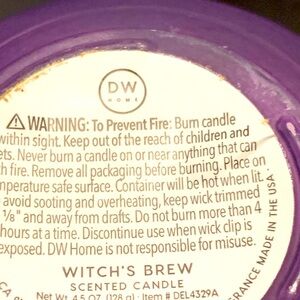 DW
HOME
⚠ WARNING: To Prevent Fire: Burn candle
within sight. Keep out of the reach of children and
ets. Never burn a candle on or near anything that can
h fire. Remove all packaging before burning. Place on
mperature safe surface. Container will be hot when lit.
avoid sooting and overheating, keep wick trimmed
⅛" and away from drafts. Do not burn more than 4
hours at a time. Discontinue use when wick clip is
exposed. DW Home is not responsible for misuse.
WITCH'S BREW
SCENTED CANDLE
Net Wt. 4.5 OZ (128 g) · Item # DEL4329A
GRANCE MADE IN THE USA